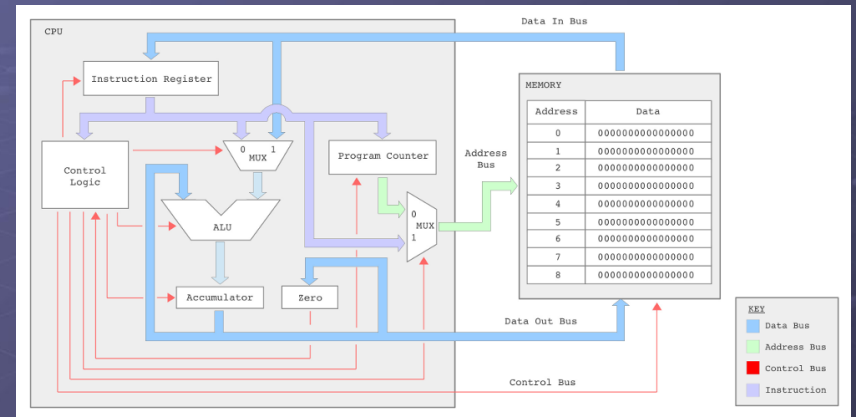 CPU
Data In Bus
Instruction Register
MEMORY
Address Data
0 0000000000000000
1 0000000000000000
2 0000000000000000
3 0000000000000000
4 0000000000000000
5 0000000000000000
6 0000000000000000
7 0000000000000000
8 0000000000000000
Control
Logic
0 1
MUX
Program Counter
Address
Bus
0
MUX
1
ALU
Accumulator
Zero
Data Out Bus
Control Bus
KEY
Data Bus
Address Bus
Control Bus
Instruction